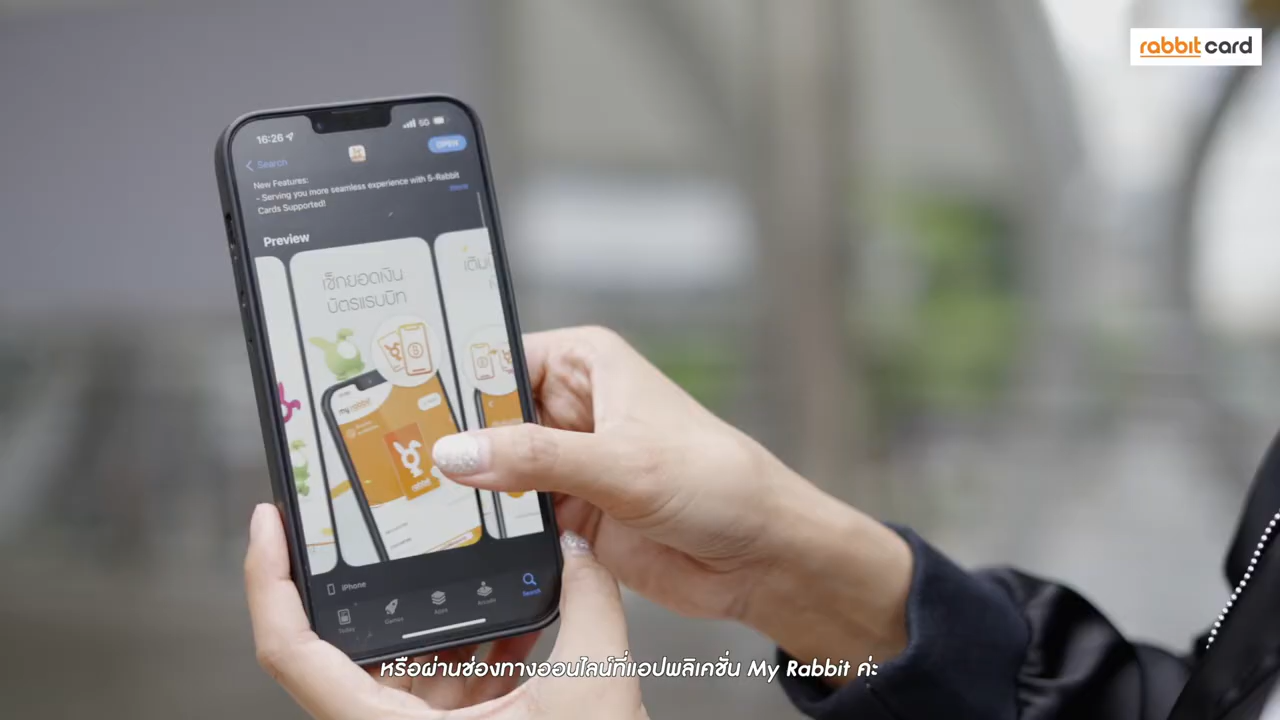 rabbit card
16:26
5G
Search
OPEN
New Features:
- Serving you more seamless experience with S-Rabbit
Cards Supported!
more
Preview
เช็กยอดเงิน
บัตรแรบบิท
เติม
my rabbit
rabbit
iPhone
Today
Games
Apps
Arcade
Search
หรือผ่านช่องทางออนไลน์ที่แอปพลิเคชั่น My Rabbit ค่ะ